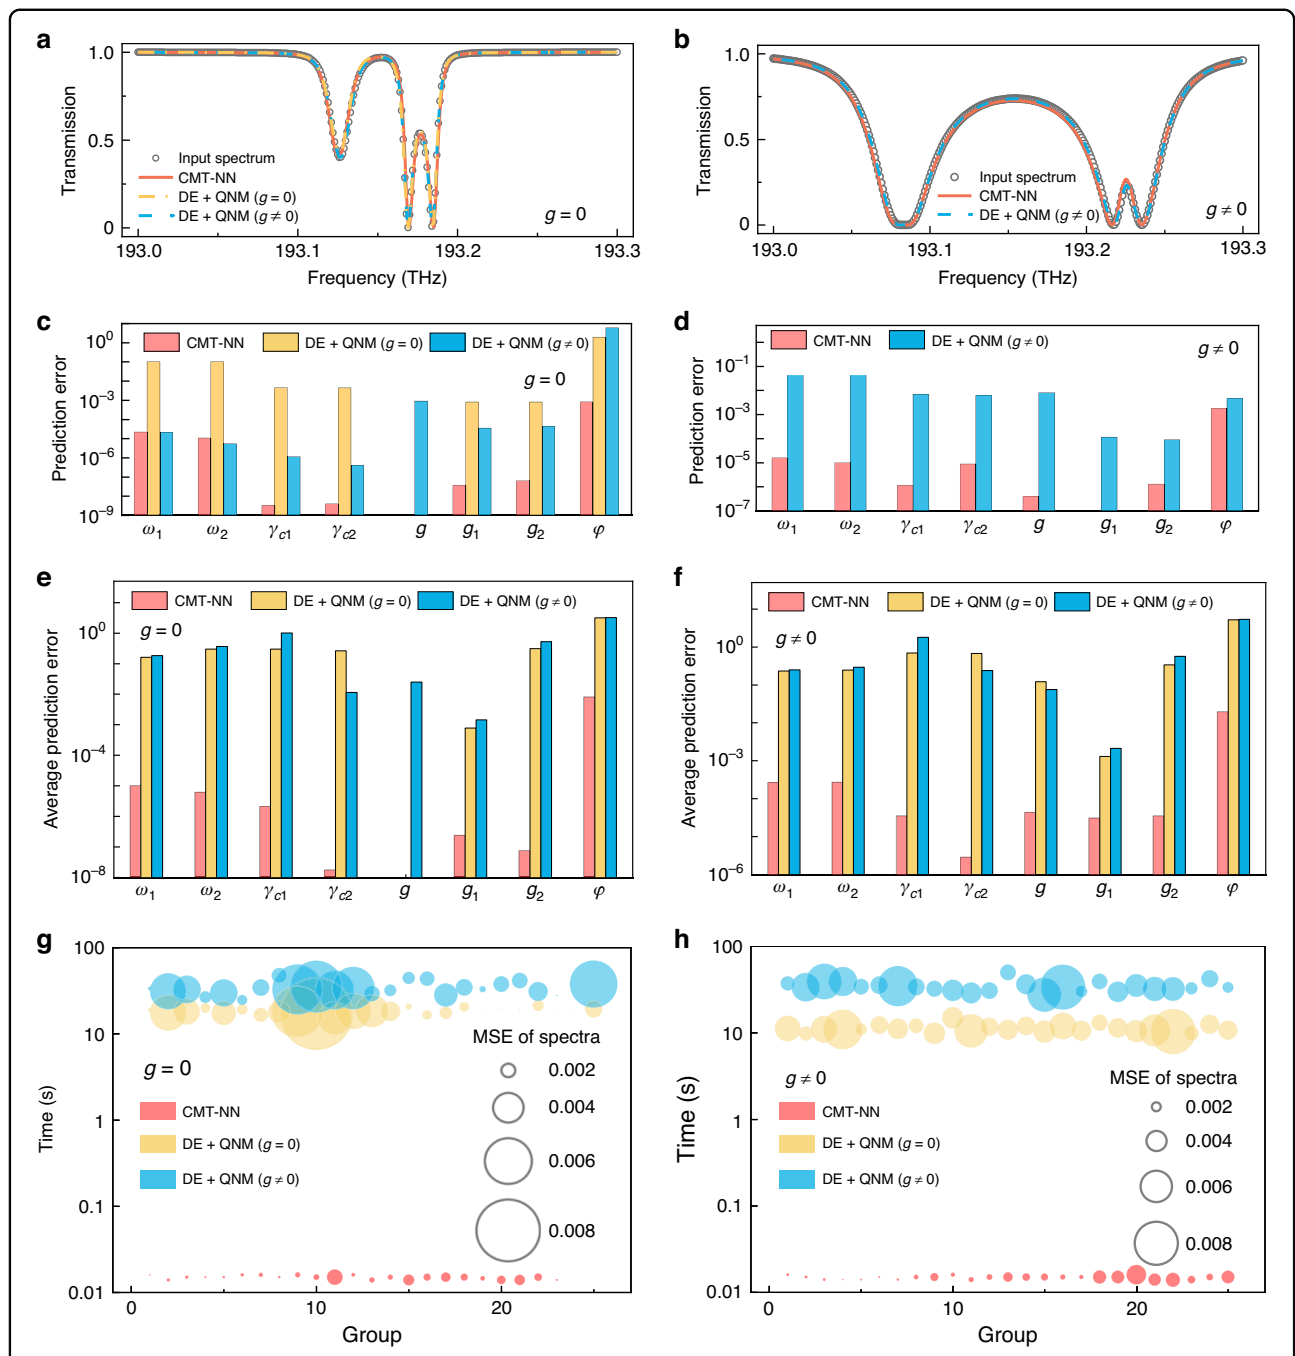 a
Transmission
1.0
0.5
0
Input spectrum
CMT-NN
DE + QNM (g = 0)
DE + QNM (g ≠ 0)
g = 0
193.0 193.1 193.2 193.3
Frequency (THz)
b
Transmission
1.0
0.5
0
Input spectrum
CMT-NN
DE + QNM (g ≠ 0)
g ≠ 0
193.0 193.1 193.2 193.3
Frequency (THz)
c
Prediction error
10⁰
10⁻³
10⁻⁶
10⁻⁹
CMT-NN DE + QNM (g = 0) DE + QNM (g ≠ 0)
g = 0
ω₁ ω₂ γc1 γc2 g g₁ g₂ φ
d
Prediction error
10⁻¹
10⁻³
10⁻⁵
10⁻⁷
CMT-NN DE + QNM (g ≠ 0)
g ≠ 0
ω₁ ω₂ γc1 γc2 g g₁ g₂ φ
e
Average prediction error
10⁰
10⁻⁴
10⁻⁸
CMT-NN DE + QNM (g = 0) DE + QNM (g ≠ 0)
g = 0
ω₁ ω₂ γc1 γc2 g g₁ g₂ φ
f
Average prediction error
10⁰
10⁻³
10⁻⁶
CMT-NN DE + QNM (g = 0) DE + QNM (g ≠ 0)
g ≠ 0
ω₁ ω₂ γc1 γc2 g g₁ g₂ φ
g
Time (s)
100
10
1
0.1
0.01
g = 0
CMT-NN
DE + QNM (g = 0)
DE + QNM (g ≠ 0)
MSE of spectra
0.002
0.004
0.006
0.008
0 10 20
Group
h
Time (s)
100
10
1
0.1
0.01
g ≠ 0
CMT-NN
DE + QNM (g = 0)
DE + QNM (g ≠ 0)
MSE of spectra
0.002
0.004
0.006
0.008
0 10 20
Group